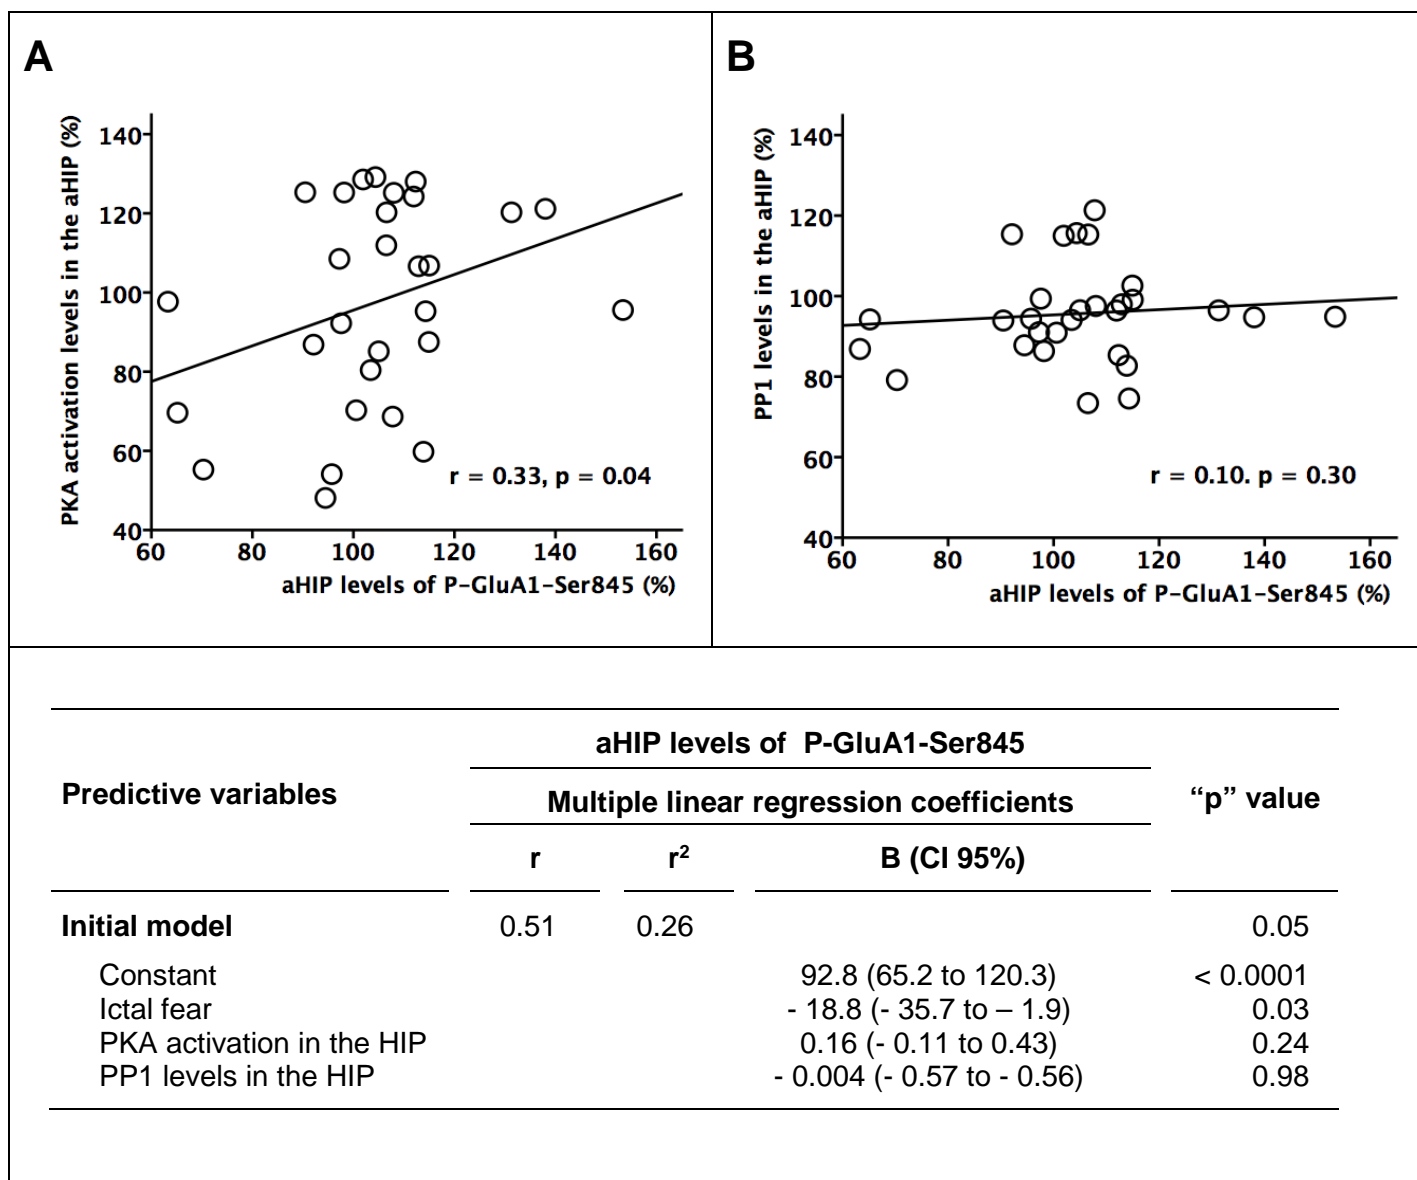 A
PKA activation levels in the aHIP (%)
140
120
100
80
60
40
r = 0.33, p = 0.04
60 80 100 120 140 160
aHIP levels of P-GluA1-Ser845 (%)
B
PP1 levels in the aHIP (%)
140
120
100
80
60
40
r = 0.10. p = 0.30
60 80 100 120 140 160
aHIP levels of P-GluA1-Ser845 (%)
aHIP levels of P-GluA1-Ser845
Predictive variables Multiple linear regression coefficients “p” value
r r² B (CI 95%)
Initial model 0.51 0.26 0.05
Constant 92.8 (65.2 to 120.3) < 0.0001
Ictal fear - 18.8 (- 35.7 to – 1.9) 0.03
PKA activation in the HIP 0.16 (- 0.11 to 0.43) 0.24
PP1 levels in the HIP - 0.004 (- 0.57 to - 0.56) 0.98